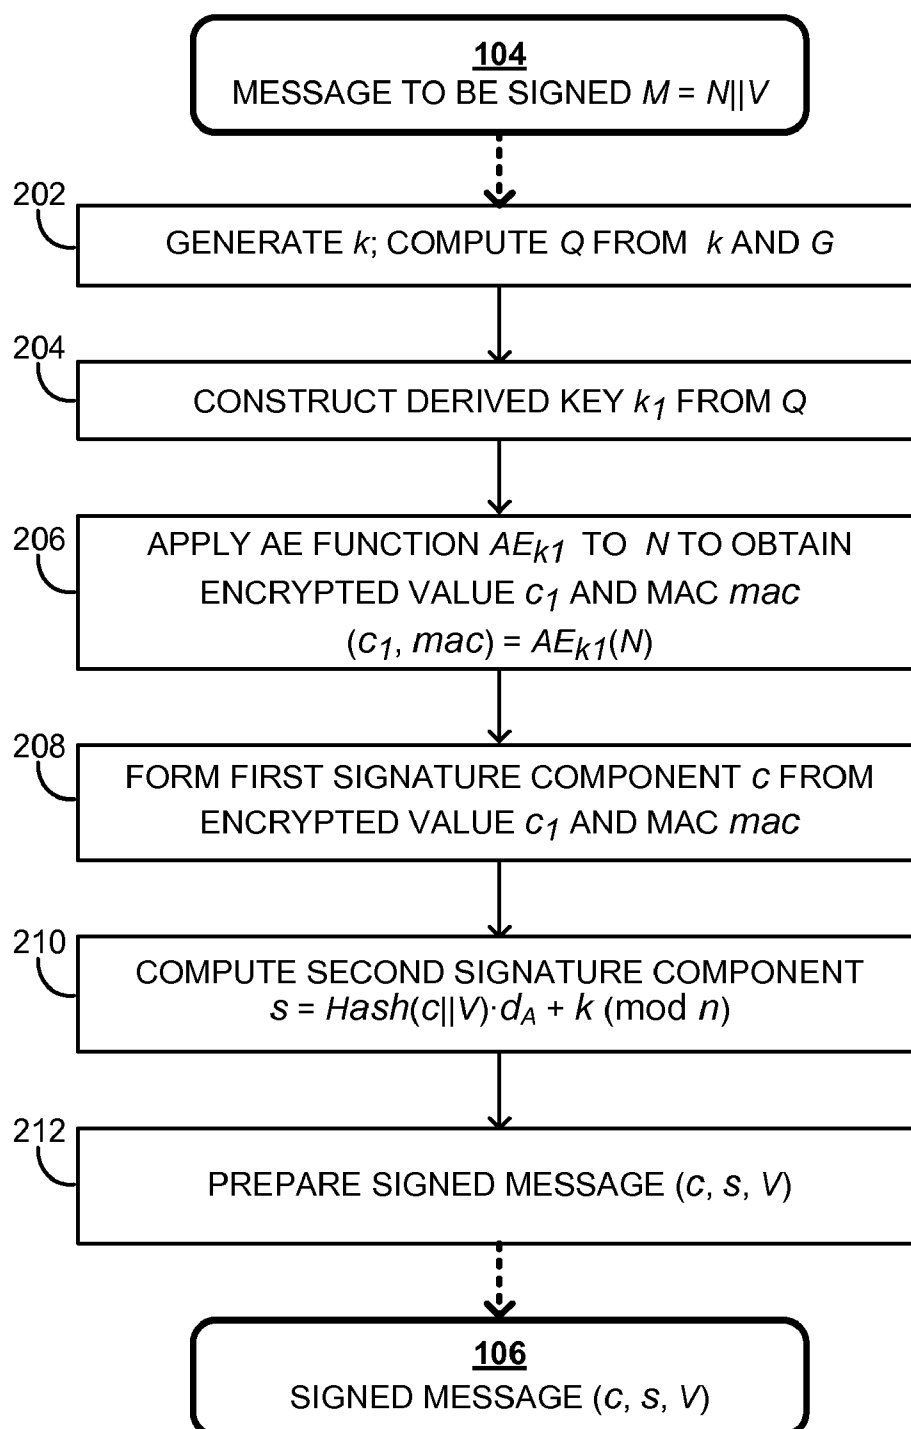 104
MESSAGE TO BE SIGNED M = N||V
202
GENERATE k; COMPUTE Q FROM k AND G
204
CONSTRUCT DERIVED KEY k1 FROM Q
206
APPLY AE FUNCTION AEk1 TO N TO OBTAIN
ENCRYPTED VALUE c1 AND MAC mac
(c1, mac) = AEk1(N)
208
FORM FIRST SIGNATURE COMPONENT c FROM
ENCRYPTED VALUE c1 AND MAC mac
210
COMPUTE SECOND SIGNATURE COMPONENT
s = Hash(c||V)·dA + k (mod n)
212
PREPARE SIGNED MESSAGE (c, s, V)
106
SIGNED MESSAGE (c, s, V)